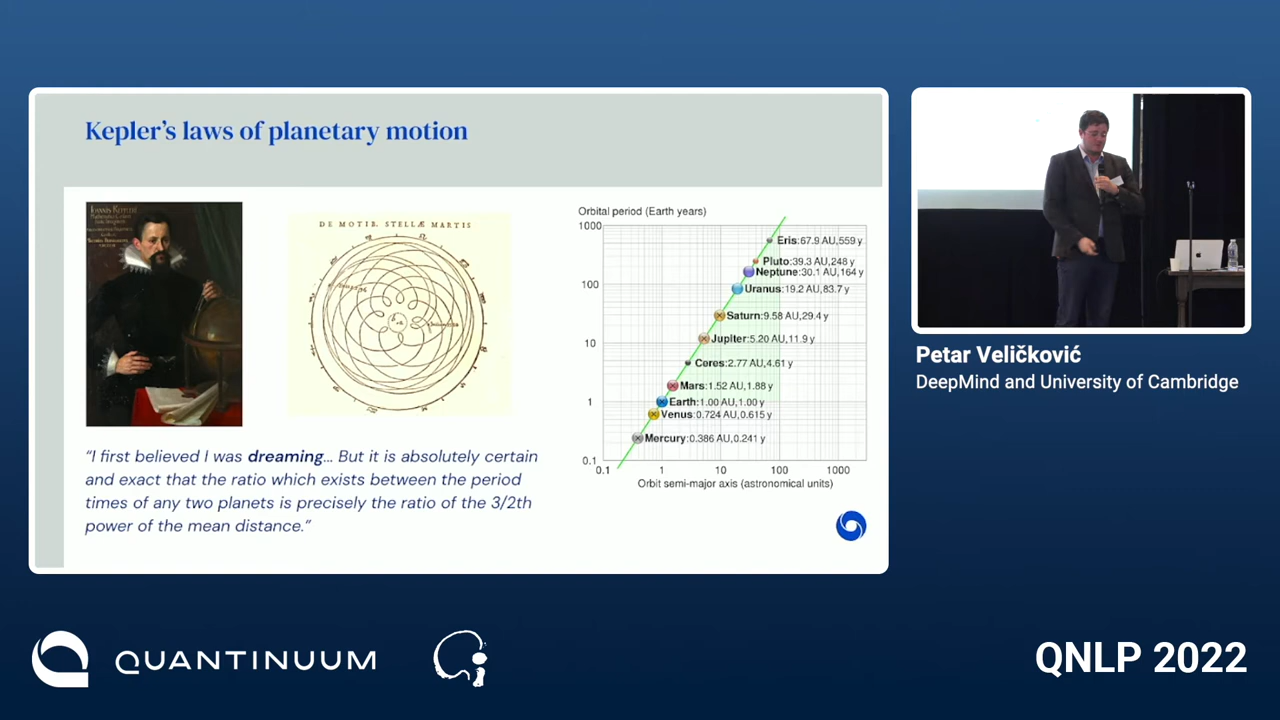 Kepler's laws of planetary motion
DE MOTIB. STELLÆ MARTIS
"I first believed I was dreaming... But it is absolutely certain
and exact that the ratio which exists between the period
times of any two planets is precisely the ratio of the 3/2th
power of the mean distance."
Orbital period (Earth years)
1000
100
10
1
0.1
Eris:67.9 AU,559 y
Pluto:39.3 AU,248 y
Neptune:30.1 AU,164 y
Uranus:19.2 AU,83.7 y
Saturn:9.58 AU,29.4 y
Jupiter:5.20 AU,11.9 y
Ceres:2.77 AU,4.61 y
Mars:1.52 AU,1.88 y
Earth:1.00 AU,1.00 y
Venus:0.724 AU,0.615 y
Mercury:0.386 AU,0.241 y
0.1 1 10 100 1000
Orbit semi-major axis (astronomical units)
Petar Veličković
DeepMind and University of Cambridge
QUANTINUUM
QNLP 2022